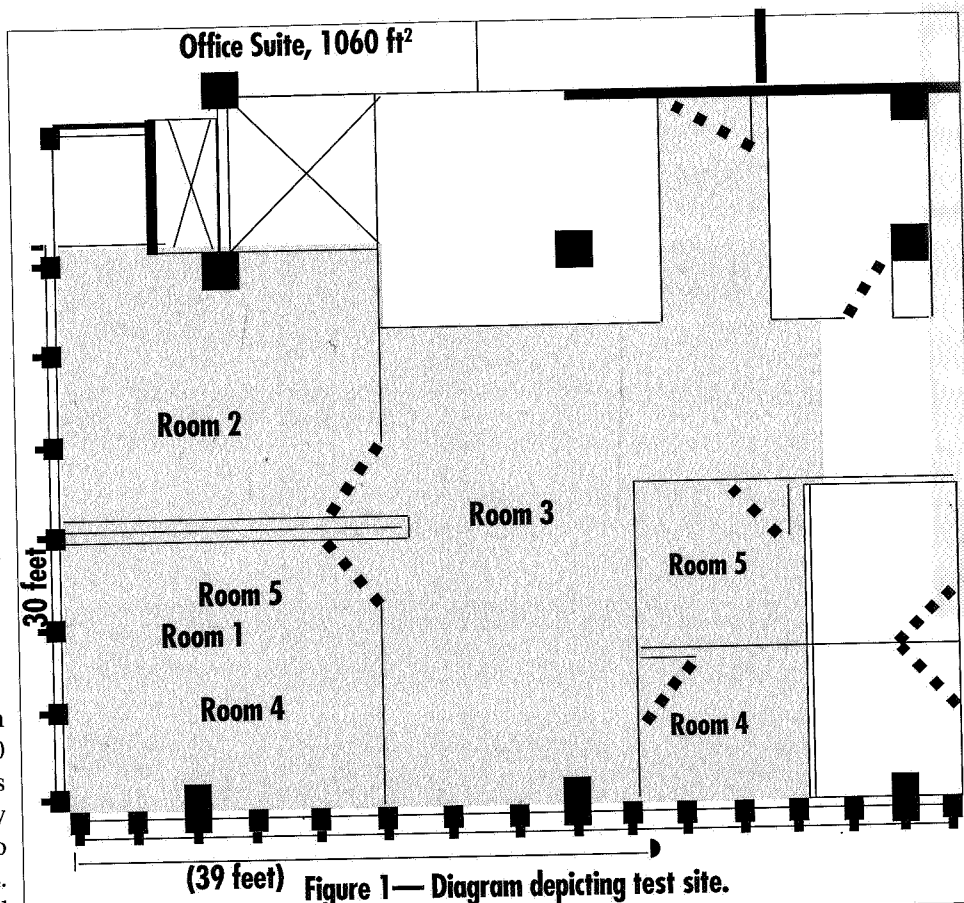 Office Suite, 1060 ft²
Room 2
Room 3
Room 5
Room 5
Room 1
Room 4
Room 4
30 feet
(39 feet)
Figure 1— Diagram depicting test site.